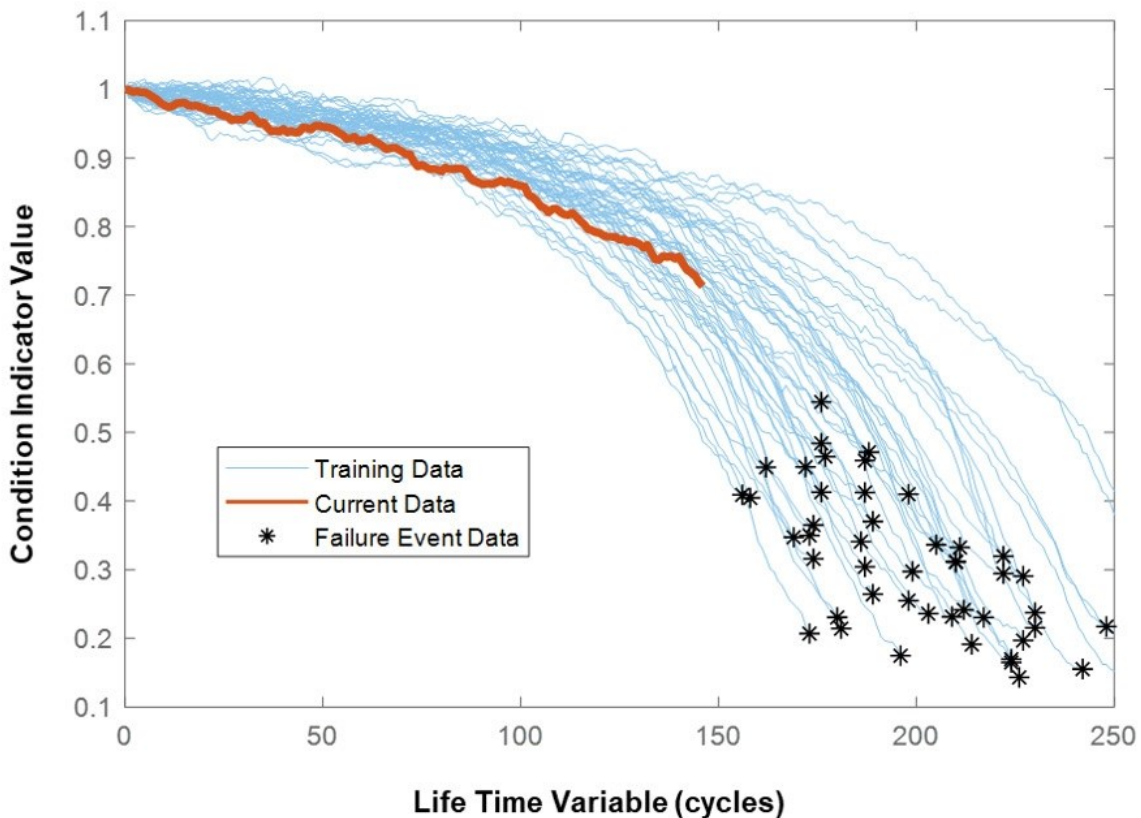 1.1
1
0.9
0.8
0.7
0.6
0.5
0.4
0.3
0.2
0.1
Condition Indicator Value
Training Data
Current Data
Failure Event Data
0 50 100 150 200 250
Life Time Variable (cycles)